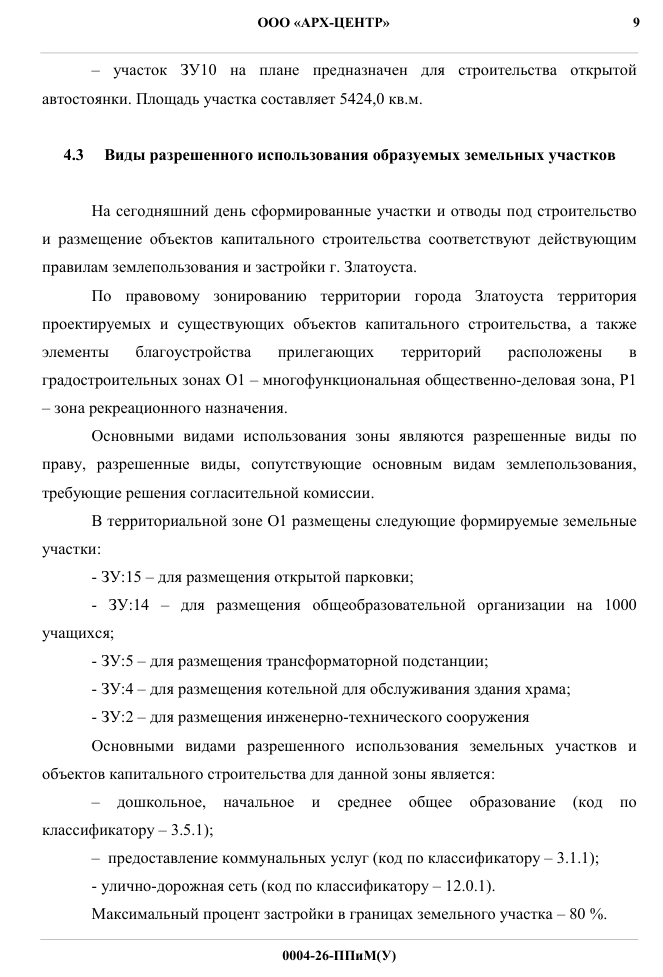 ООО «АРХ-ЦЕНТР»
9
– участок ЗУ10 на плане предназначен для строительства открытой
автостоянки. Площадь участка составляет 5424,0 кв.м.
4.3 Виды разрешенного использования образуемых земельных участков
На сегодняшний день сформированные участки и отводы под строительство
и размещение объектов капитального строительства соответствуют действующим
правилам землепользования и застройки г. Златоуста.
По правовому зонированию территории города Златоуста территория
проектируемых и существующих объектов капитального строительства, а также
элементы благоустройства прилегающих территорий расположены в
градостроительных зонах О1 – многофункциональная общественно-деловая зона, Р1
– зона рекреационного назначения.
Основными видами использования зоны являются разрешенные виды по
праву, разрешенные виды, сопутствующие основным видам землепользования,
требующие решения согласительной комиссии.
В территориальной зоне О1 размещены следующие формируемые земельные
участки:
- ЗУ:15 – для размещения открытой парковки;
- ЗУ:14 – для размещения общеобразовательной организации на 1000
учащихся;
- ЗУ:5 – для размещения трансформаторной подстанции;
- ЗУ:4 – для размещения котельной для обслуживания здания храма;
- ЗУ:2 – для размещения инженерно-технического сооружения
Основными видами разрешенного использования земельных участков и
объектов капитального строительства для данной зоны является:
– дошкольное, начальное и среднее общее образование (код по
классификатору – 3.5.1);
– предоставление коммунальных услуг (код по классификатору – 3.1.1);
- улично-дорожная сеть (код по классификатору – 12.0.1).
Максимальный процент застройки в границах земельного участка – 80 %.
0004-26-ППиМ(У)